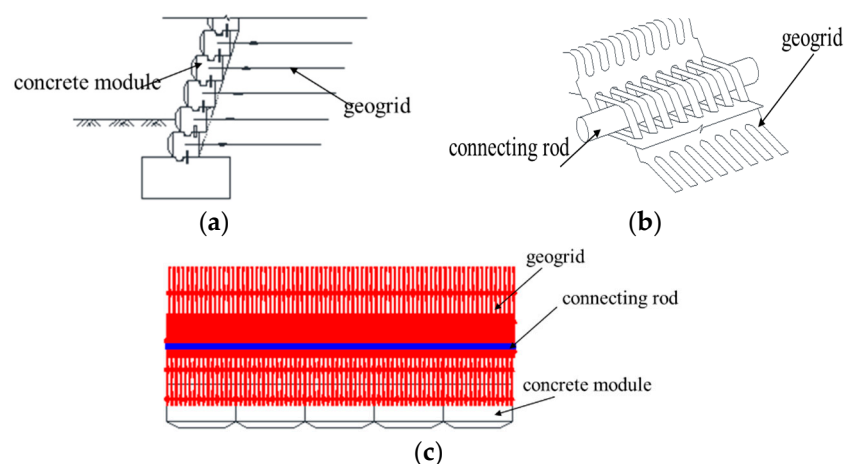 concrete module
geogrid
(a)
geogrid
connecting rod
(b)
geogrid
connecting rod
concrete module
(c)